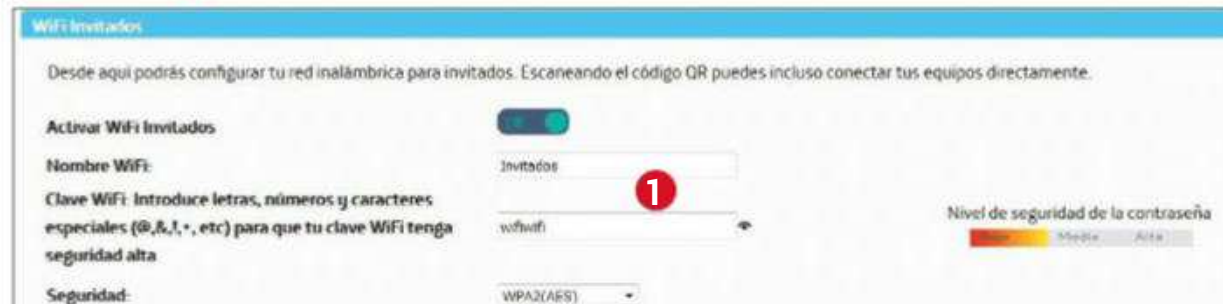 WiFi Invitados
Desde aquí podrás configurar tu red inalámbrica para invitados. Escaneando el código QR puedes incluso conectar tus equipos directamente.
Activar WiFi Invitados
Nombre WiFi:
Invitados
1
Clave WiFi: Introduce letras, números y caracteres
especiales (@,&,!,*, etc) para que tu clave WiFi tenga
seguridad alta
wifiwifi
Nivel de seguridad de la contraseña
Baja Media Alta
Seguridad:
WPA2(AES)